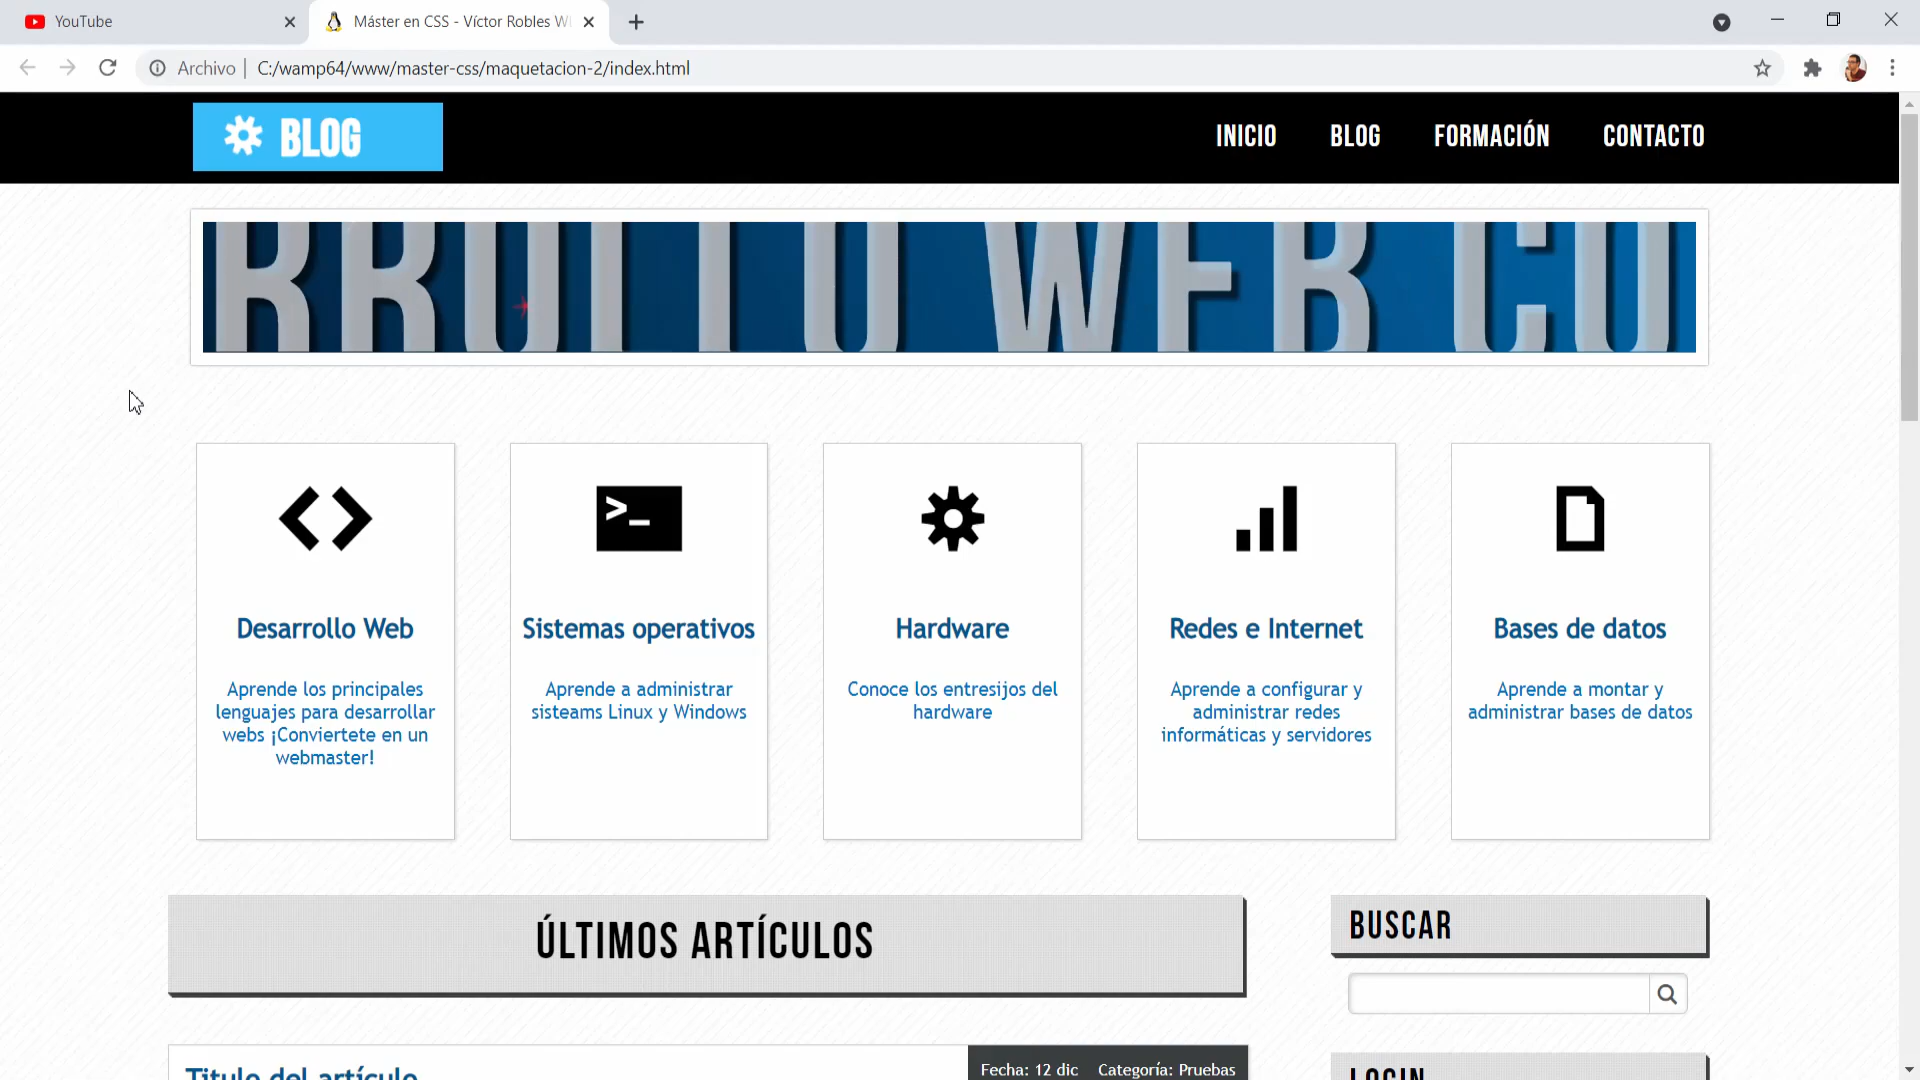 YouTube
Máster en CSS - Víctor Robles W
Archivo | C:/wamp64/www/master-css/maquetacion-2/index.html
BLOG
INICIO BLOG FORMACIÓN CONTACTO
WEB CO
Desarrollo Web
Aprende los principales
lenguajes para desarrollar
webs ¡Conviertete en un
webmaster!
Sistemas operativos
Aprende a administrar
sisteams Linux y Windows
Hardware
Conoce los entresijos del
hardware
Redes e Internet
Aprende a configurar y
administrar redes
informáticas y servidores
Bases de datos
Aprende a montar y
administrar bases de datos
ÚLTIMOS ARTÍCULOS
BUSCAR
Titulo del artículo
Fecha: 12 dic Categoría: Pruebas
LOGIN